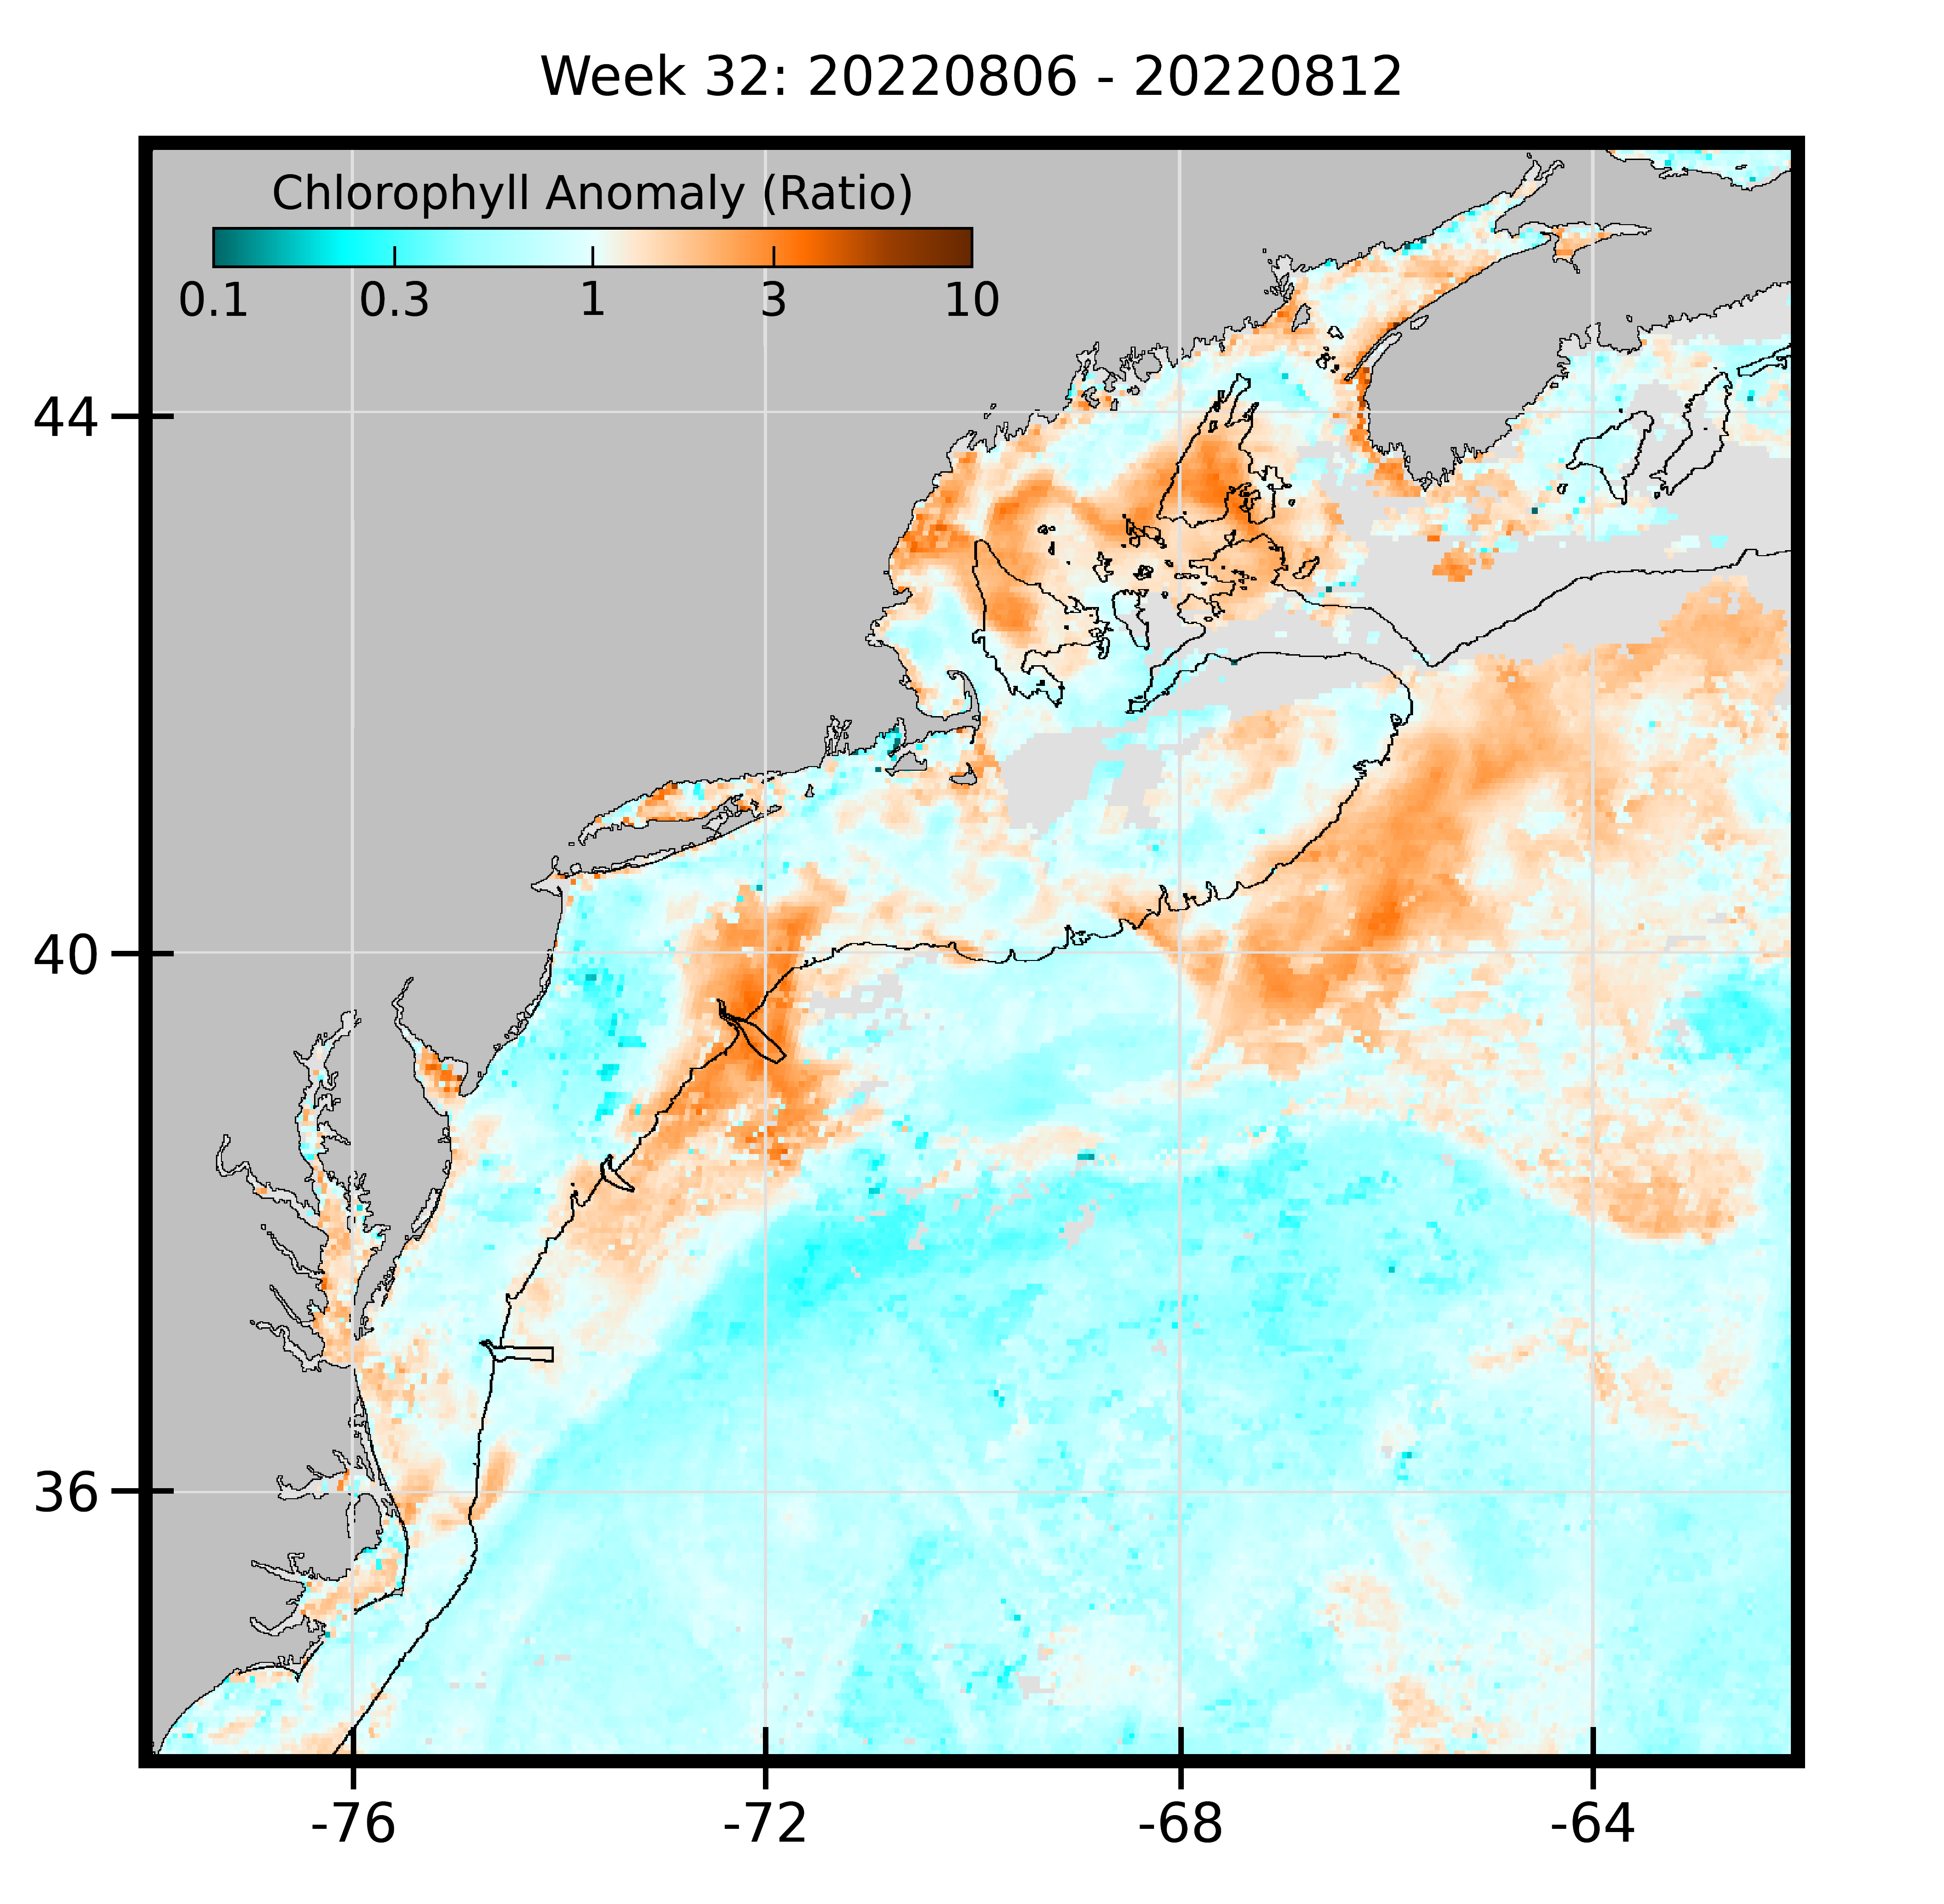 Week 32: 20220806 - 20220812
Chlorophyll Anomaly (Ratio)
0.1 0.3 1 3 10
44
40
36
-76 -72 -68 -64